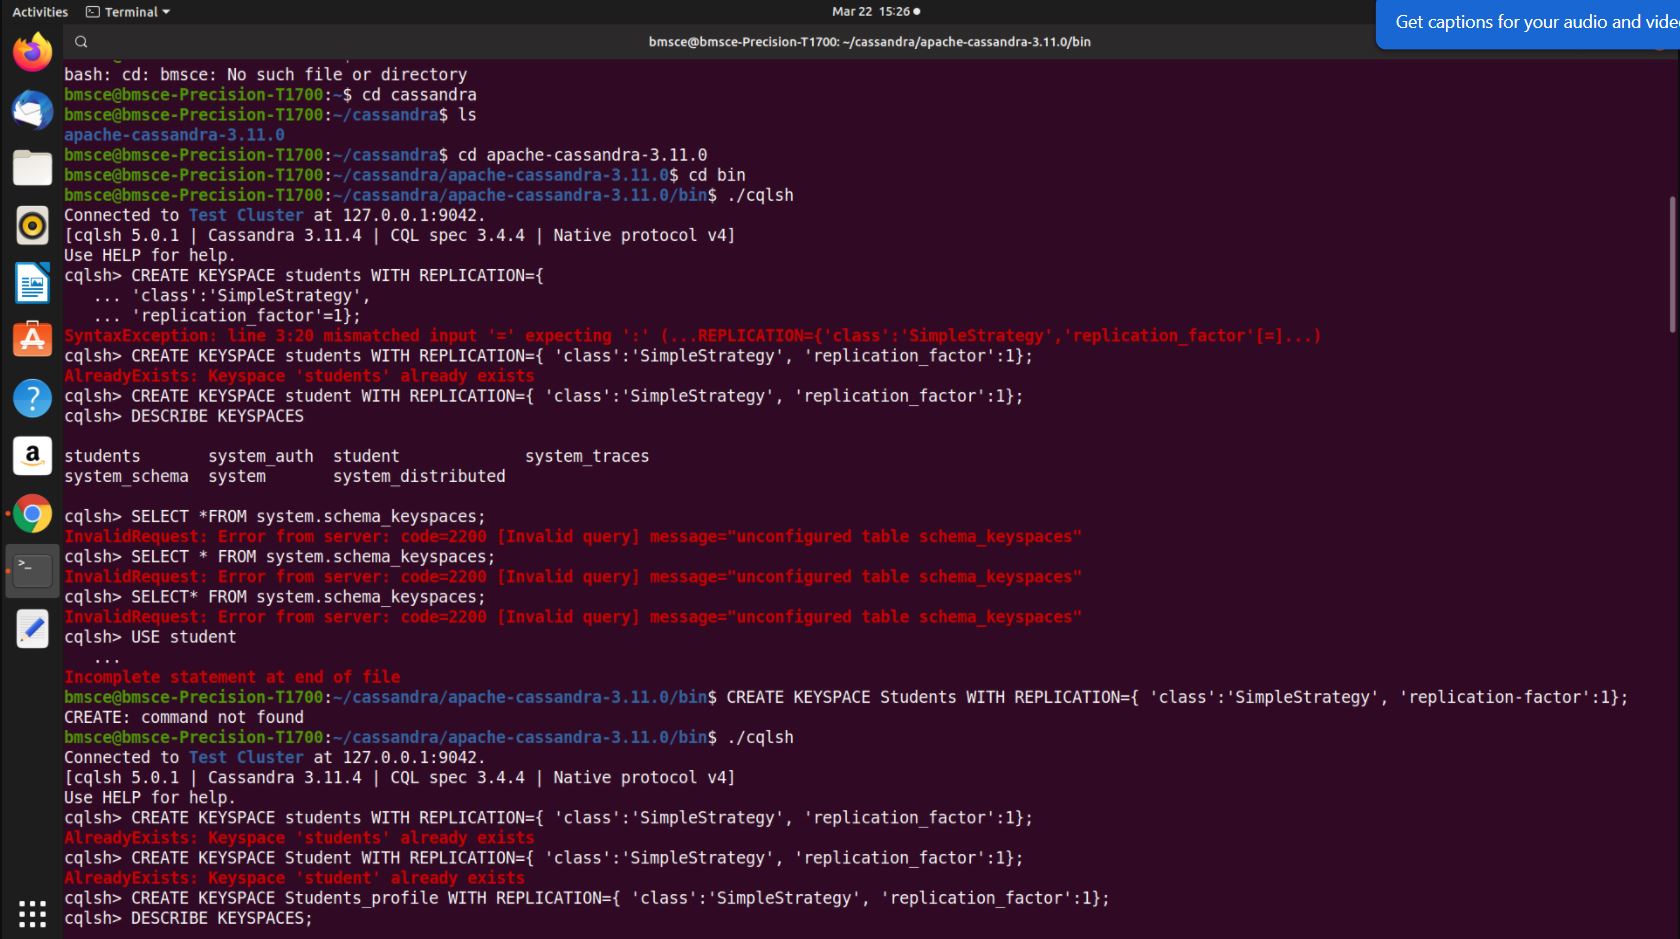 Activities Terminal Mar 22 15:26
Get captions for your audio and vide
bmsce@bmsce-Precision-T1700: ~/cassandra/apache-cassandra-3.11.0/bin
bash: cd: bmsce: No such file or directory
bmsce@bmsce-Precision-T1700:~$ cd cassandra
bmsce@bmsce-Precision-T1700:~/cassandra$ ls
apache-cassandra-3.11.0
bmsce@bmsce-Precision-T1700:~/cassandra$ cd apache-cassandra-3.11.0
bmsce@bmsce-Precision-T1700:~/cassandra/apache-cassandra-3.11.0$ cd bin
bmsce@bmsce-Precision-T1700:~/cassandra/apache-cassandra-3.11.0/bin$ ./cqlsh
Connected to Test Cluster at 127.0.0.1:9042.
[cqlsh 5.0.1 | Cassandra 3.11.4 | CQL spec 3.4.4 | Native protocol v4]
Use HELP for help.
cqlsh> CREATE KEYSPACE students WITH REPLICATION={
   ... 'class':'SimpleStrategy',
   ... 'replication_factor'=1};
SyntaxException: line 3:20 mismatched input '=' expecting ':' (...REPLICATION={'class':'SimpleStrategy','replication_factor'[=]...)
cqlsh> CREATE KEYSPACE students WITH REPLICATION={ 'class':'SimpleStrategy', 'replication_factor':1};
AlreadyExists: Keyspace 'students' already exists
cqlsh> CREATE KEYSPACE student WITH REPLICATION={ 'class':'SimpleStrategy', 'replication_factor':1};
cqlsh> DESCRIBE KEYSPACES
students       system_auth  student             system_traces
system_schema  system       system_distributed
cqlsh> SELECT *FROM system.schema_keyspaces;
InvalidRequest: Error from server: code=2200 [Invalid query] message="unconfigured table schema_keyspaces"
cqlsh> SELECT * FROM system.schema_keyspaces;
InvalidRequest: Error from server: code=2200 [Invalid query] message="unconfigured table schema_keyspaces"
cqlsh> SELECT* FROM system.schema_keyspaces;
InvalidRequest: Error from server: code=2200 [Invalid query] message="unconfigured table schema_keyspaces"
cqlsh> USE student
   ...
Incomplete statement at end of file
bmsce@bmsce-Precision-T1700:~/cassandra/apache-cassandra-3.11.0/bin$ CREATE KEYSPACE Students WITH REPLICATION={ 'class':'SimpleStrategy', 'replication-factor':1};
CREATE: command not found
bmsce@bmsce-Precision-T1700:~/cassandra/apache-cassandra-3.11.0/bin$ ./cqlsh
Connected to Test Cluster at 127.0.0.1:9042.
[cqlsh 5.0.1 | Cassandra 3.11.4 | CQL spec 3.4.4 | Native protocol v4]
Use HELP for help.
cqlsh> CREATE KEYSPACE students WITH REPLICATION={ 'class':'SimpleStrategy', 'replication_factor':1};
AlreadyExists: Keyspace 'students' already exists
cqlsh> CREATE KEYSPACE Student WITH REPLICATION={ 'class':'SimpleStrategy', 'replication_factor':1};
AlreadyExists: Keyspace 'student' already exists
cqlsh> CREATE KEYSPACE Students_profile WITH REPLICATION={ 'class':'SimpleStrategy', 'replication_factor':1};
cqlsh> DESCRIBE KEYSPACES;